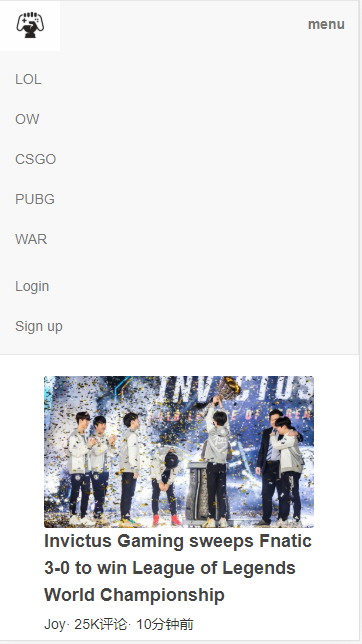 menu
LOL
OW
CSGO
PUBG
WAR
Login
Sign up
INVICTUS
Invictus Gaming sweeps Fnatic
3-0 to win League of Legends
World Championship
Joy· 25K评论· 10分钟前